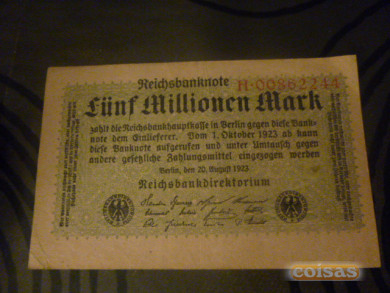 Reichsbanknote H·00862244
Fünf Millionen Mark
zahlt die Reichsbankhauptkasse in Berlin gegen diese Bank-
note dem Einlieferer. Vom 1. Oktober 1923 ab kann
diese Banknote aufgerufen und unter Umtausch gegen
andere gesetzliche Zahlungsmittel eingezogen werden
Berlin, den 20. August 1923
Reichsbankdirektorium
coisas